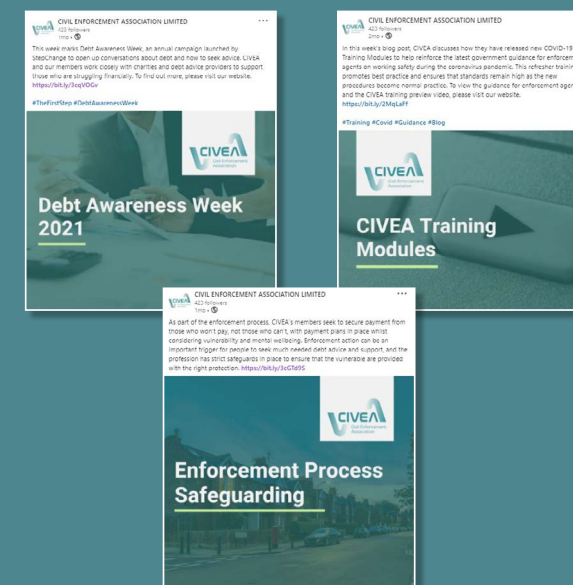 CIVIL ENFORCEMENT ASSOCIATION LIMITED
423 followers
1mo
This week marks Debt Awareness Week, an annual campaign launched by
StepChange to open up conversations about debt and how to seek advice. CIVEA
and our members work closely with charities and debt advice providers to support
those who are struggling financially. To find out more, please visit our website.
https://bit.ly/3cqVOGv
#TheFirstStep #DebtAwarenessWeek
CIVEA
Civil Enforcement
Association
Debt Awareness Week
2021
CIVIL ENFORCEMENT ASSOCIATION LIMITED
423 followers
2mo
In this week's blog post, CIVEA discusses how they have released new COVID-19
Training Modules to help reinforce the latest government guidance for enforcem
agents on working safely during the coronavirus pandemic. This refresher trainin
promotes best practice and ensures that standards remain high as the new
procedures become normal practice. To view the guidance for enforcement agen
and the CIVEA training preview video, please visit our website.
https://bit.ly/2MqLaFf
#Training #Covid #Guidance #Blog
CIVEA
Civil Enforcement
Association
CIVEA Training
Modules
CIVIL ENFORCEMENT ASSOCIATION LIMITED
423 followers
1mo
As part of the enforcement process, CIVEA's members seek to secure payment from
those who won't pay, not those who can't, with payment plans in place whilst
considering vulnerability and mental wellbeing. Enforcement action can be an
important trigger for people to seek much needed debt advice and support, and the
profession has strict safeguards in place to ensure that the vulnerable are provided
with the right protection. https://bit.ly/3cGTd9S
CIVEA
Civil Enforcement
Association
Enforcement Process
Safeguarding